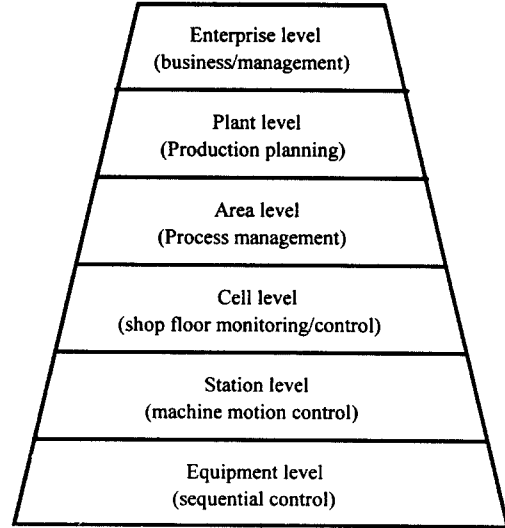 Enterprise level
(business/management)
Plant level
(Production planning)
Area level
(Process management)
Cell level
(shop floor monitoring/control)
Station level
(machine motion control)
Equipment level
(sequential control)